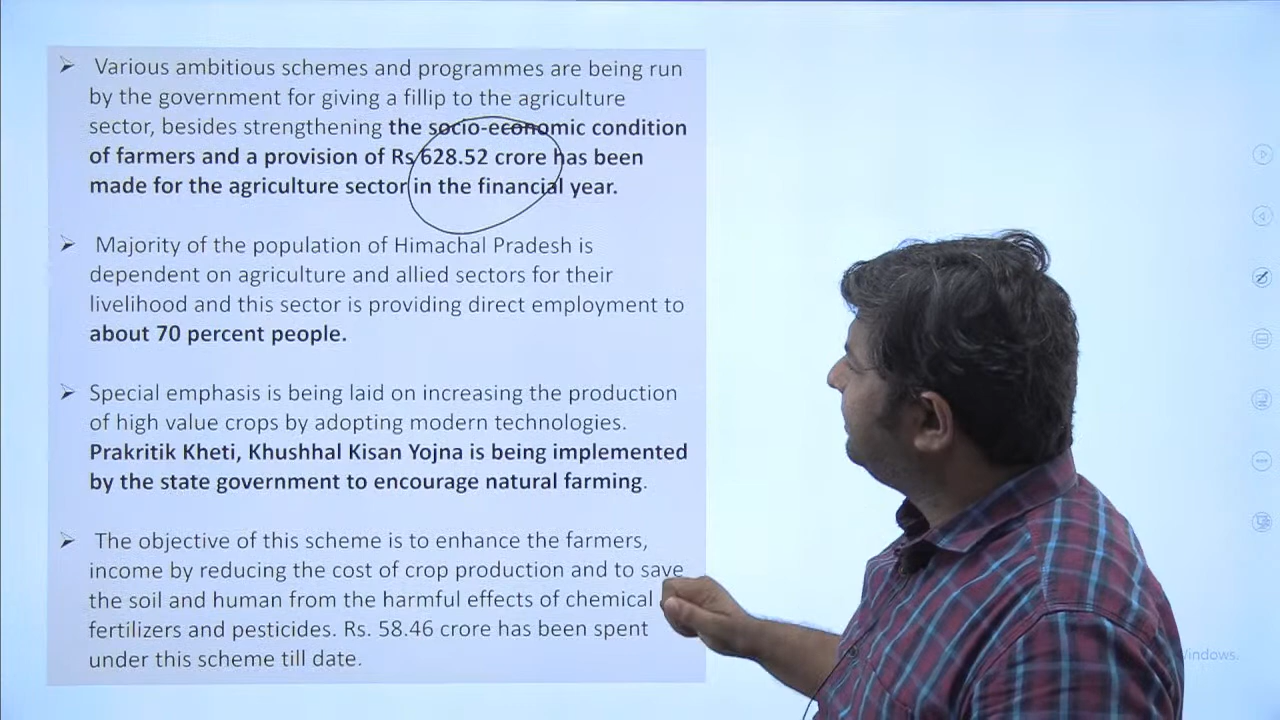 Various ambitious schemes and programmes are being run
by the government for giving a fillip to the agriculture
sector, besides strengthening the socio-economic condition
of farmers and a provision of Rs 628.52 crore has been
made for the agriculture sector in the financial year.
Majority of the population of Himachal Pradesh is
dependent on agriculture and allied sectors for their
livelihood and this sector is providing direct employment to
about 70 percent people.
Special emphasis is being laid on increasing the production
of high value crops by adopting modern technologies.
Prakritik Kheti, Khushhal Kisan Yojna is being implemented
by the state government to encourage natural farming.
The objective of this scheme is to enhance the farmers,
income by reducing the cost of crop production and to save
the soil and human from the harmful effects of chemical
fertilizers and pesticides. Rs. 58.46 crore has been spent
under this scheme till date.
Windows.